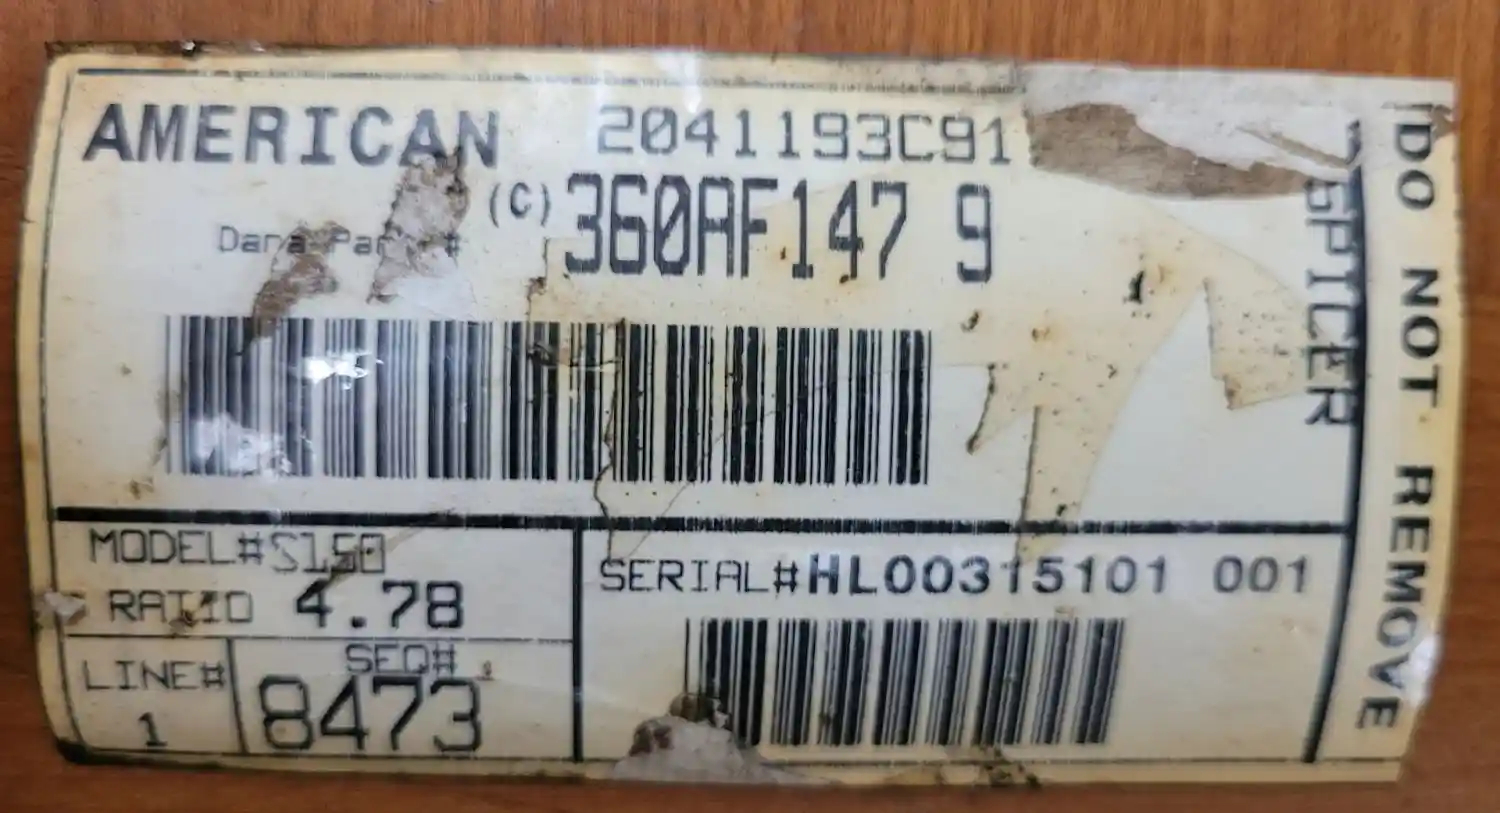 AMERICAN 2041193C91
Dana Part # (C) 360AF147 9
MODEL# S150
RATIO 4.78
LINE# 1
SEQ# 8473
SERIAL# HL00315101 001
SPICER
DO NOT REMOVE